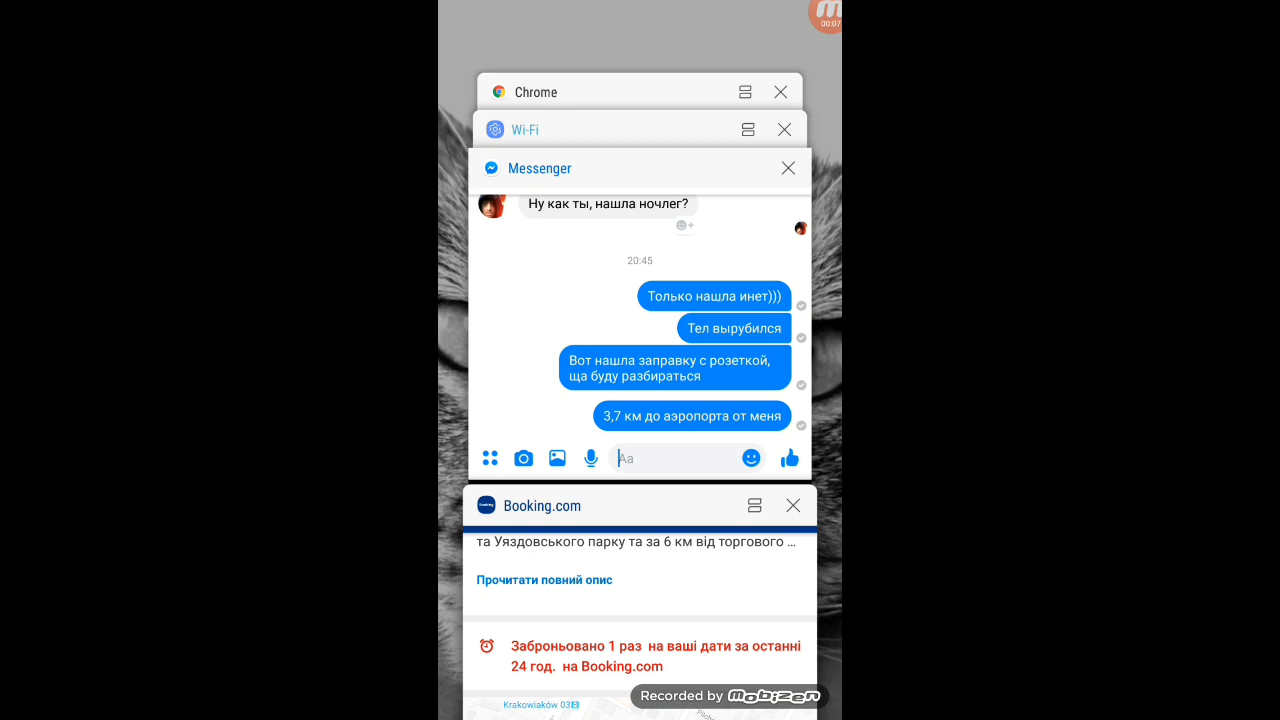 00:07
Chrome
Wi-Fi
Messenger
Ну как ты, нашла ночлег?
20:45
Только нашла инет)))
Тел вырубился
Вот нашла заправку с розеткой,
ща буду разбираться
3,7 км до аэропорта от меня
Aa
Booking.com
та Уяздовського парку та за 6 км від торгового ...
Прочитати повний опис
Заброньовано 1 раз на ваші дати за останні
24 год. на Booking.com
Recorded by mobizen
Krakowiaków 03